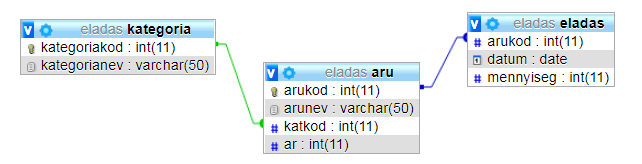 eladas kategoria
kategoriakod : int(11)
kategorianev : varchar(50)
eladas aru
arukod : int(11)
arunev : varchar(50)
katkod : int(11)
ar : int(11)
eladas eladas
arukod : int(11)
datum : date
mennyiseg : int(11)